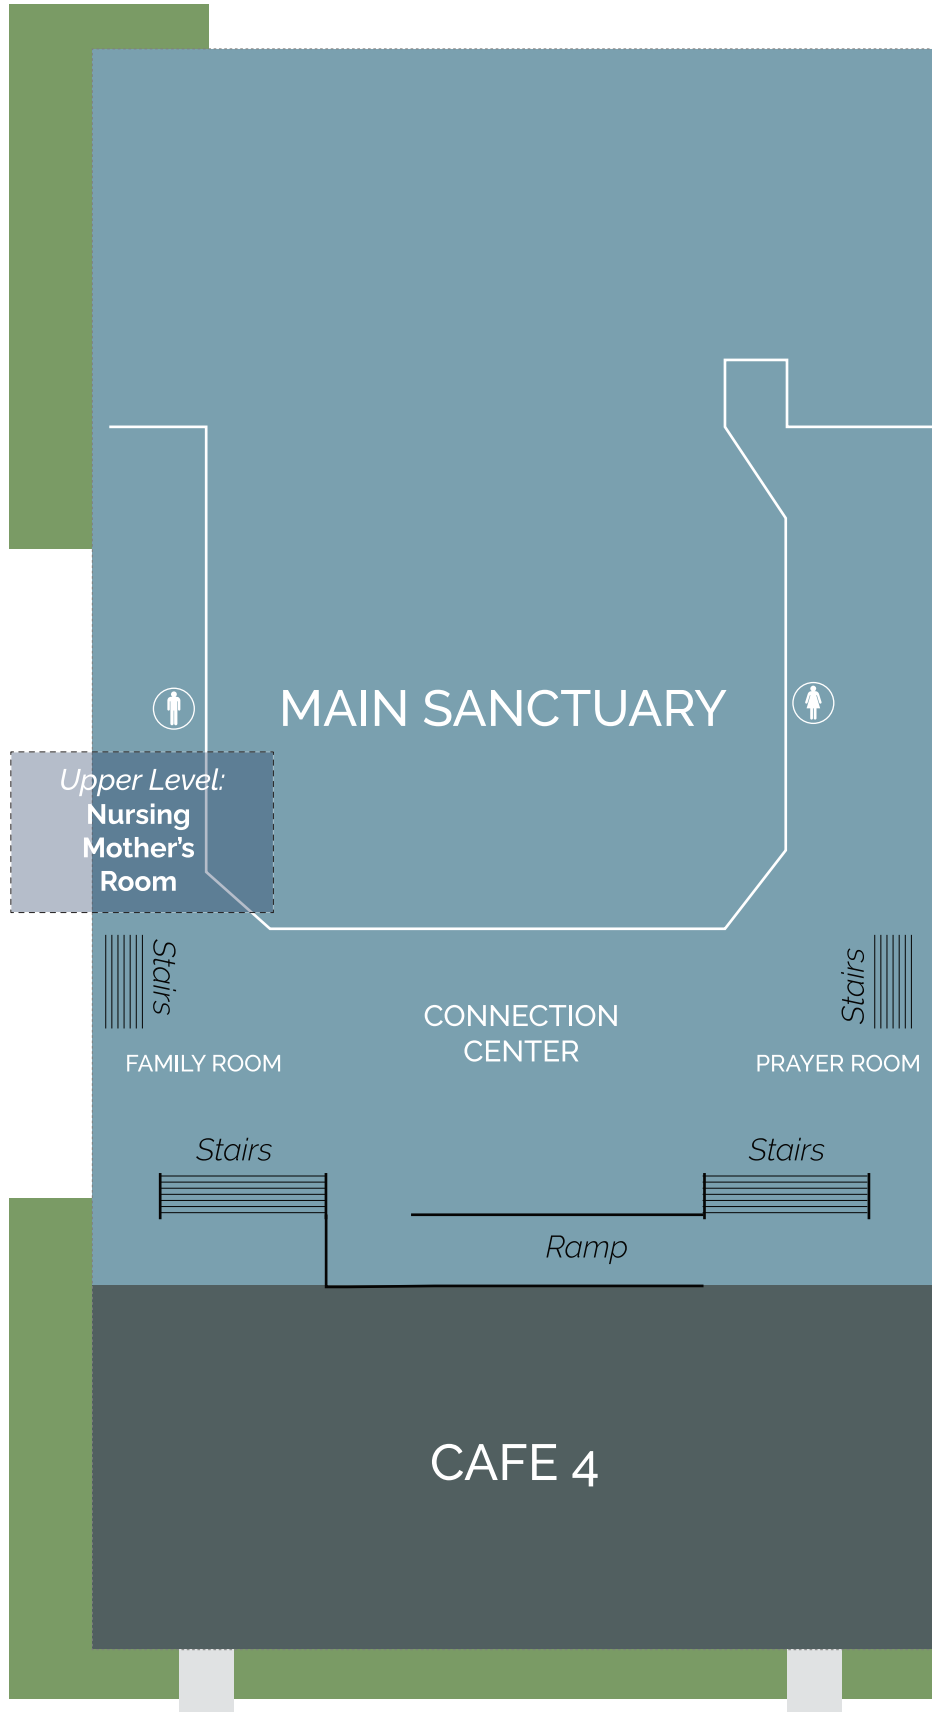 MAIN SANCTUARY
Upper Level:
Nursing
Mother's
Room
Stairs
Stairs
CONNECTION
CENTER
FAMILY ROOM
PRAYER ROOM
Stairs
Stairs
Ramp
CAFE 4